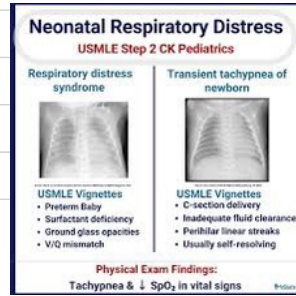 Neonatal Respiratory Distress
USMLE Step 2 CK Pediatrics
Respiratory distress
syndrome
USMLE Vignettes
• Preterm Baby
• Surfactant deficiency
• Ground glass opacities
• V/Q mismatch
Transient tachypnea of
newborn
USMLE Vignettes
• C-section delivery
• Inadequate fluid clearance
• Perihilar linear streaks
• Usually self-resolving
Physical Exam Findings:
Tachypnea & ↓ SpO₂ in vital signs